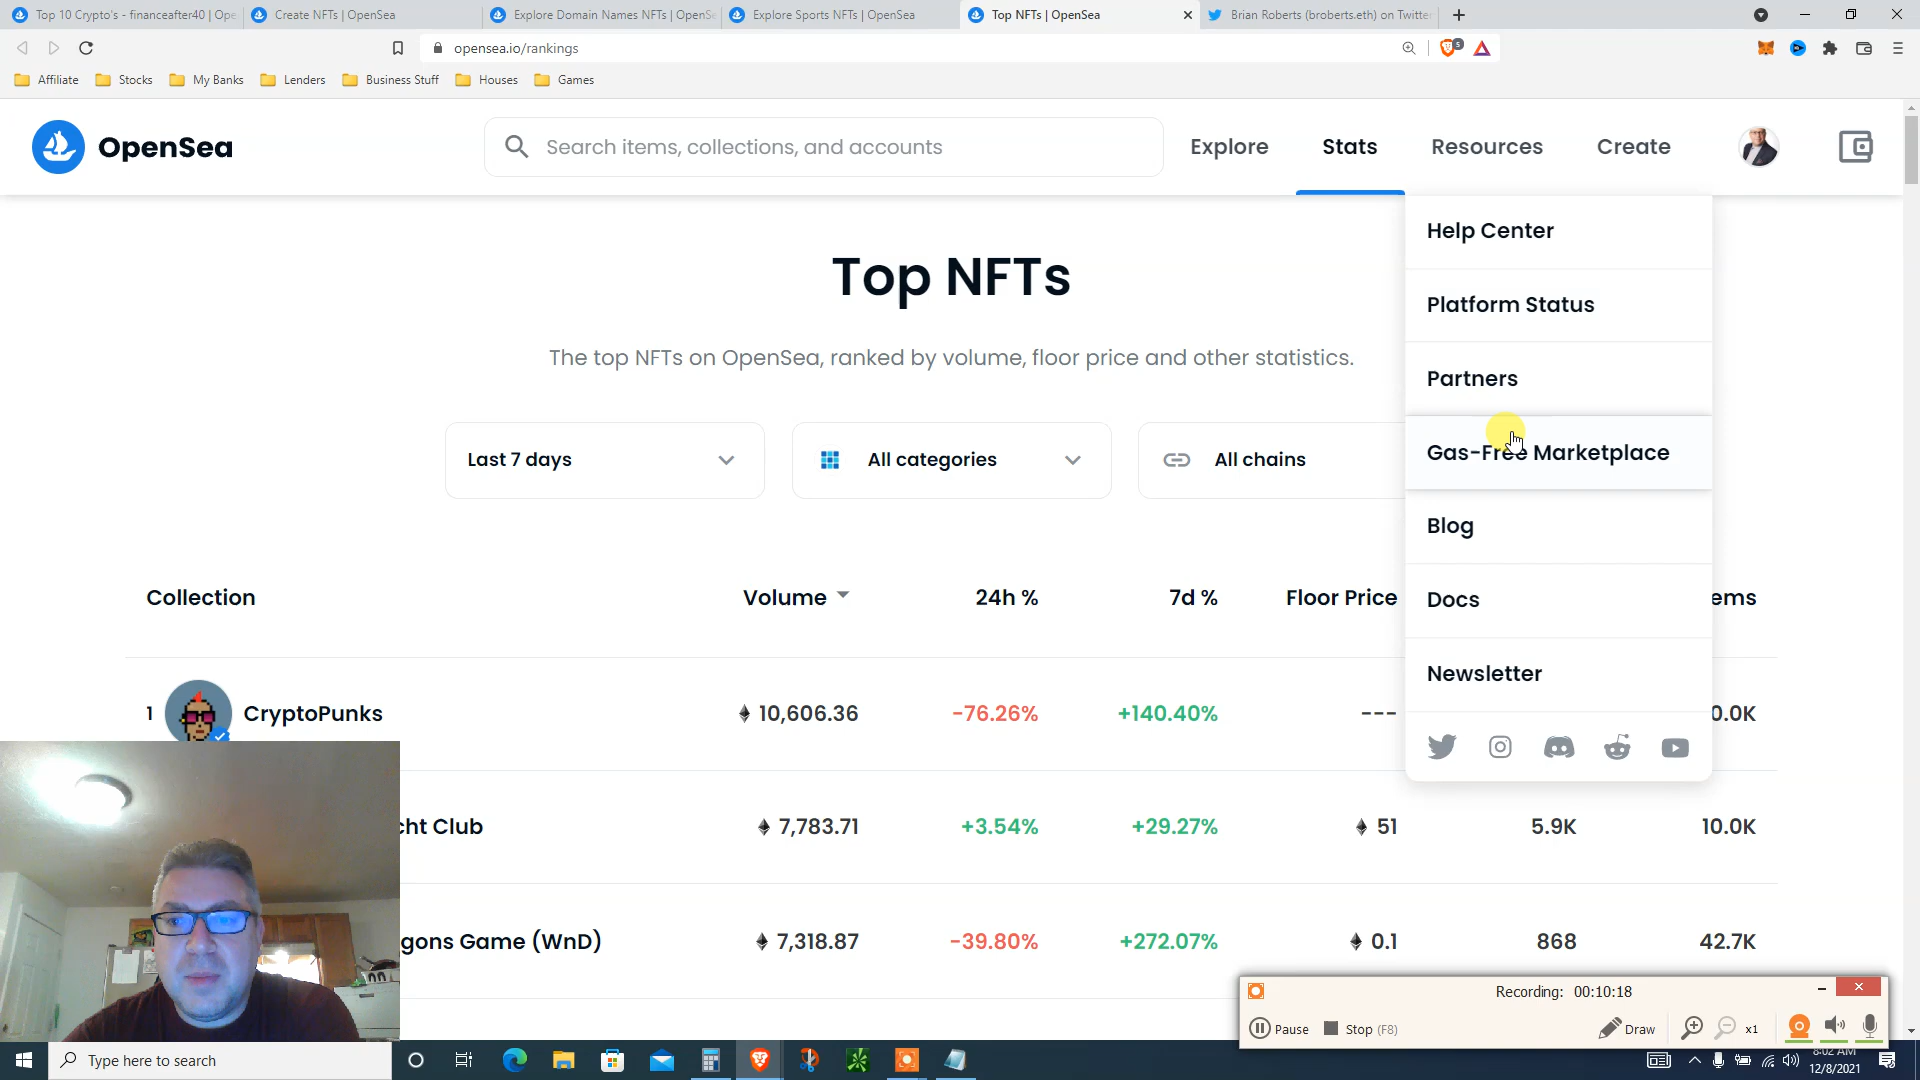 Top 10 Crypto's - financeafter40 | Ope
Create NFTs | OpenSea
Explore Domain Names NFTs | OpenS
Explore Sports NFTs | OpenSea
Top NFTs | OpenSea
Brian Roberts (broberts.eth) on Twitte
opensea.io/rankings
5
Affiliate
Stocks
My Banks
Lenders
Business Stuff
Houses
Games
OpenSea
Search items, collections, and accounts
Explore
Stats
Resources
Create
Help Center
Platform Status
Partners
Gas-Free Marketplace
Blog
Docs
Newsletter
Top NFTs
The top NFTs on OpenSea, ranked by volume, floor price and other statistics.
Last 7 days
All categories
All chains
Collection
Volume
24h %
7d %
Floor Price
ems
1
CryptoPunks
10,606.36
-76.26%
+140.40%
---
0.0K
cht Club
7,783.71
+3.54%
+29.27%
51
5.9K
10.0K
gons Game (WnD)
7,318.87
-39.80%
+272.07%
0.1
868
42.7K
Recording: 00:10:18
Pause
Stop (F8)
Draw
x1
Type here to search
8:02 AM
12/8/2021